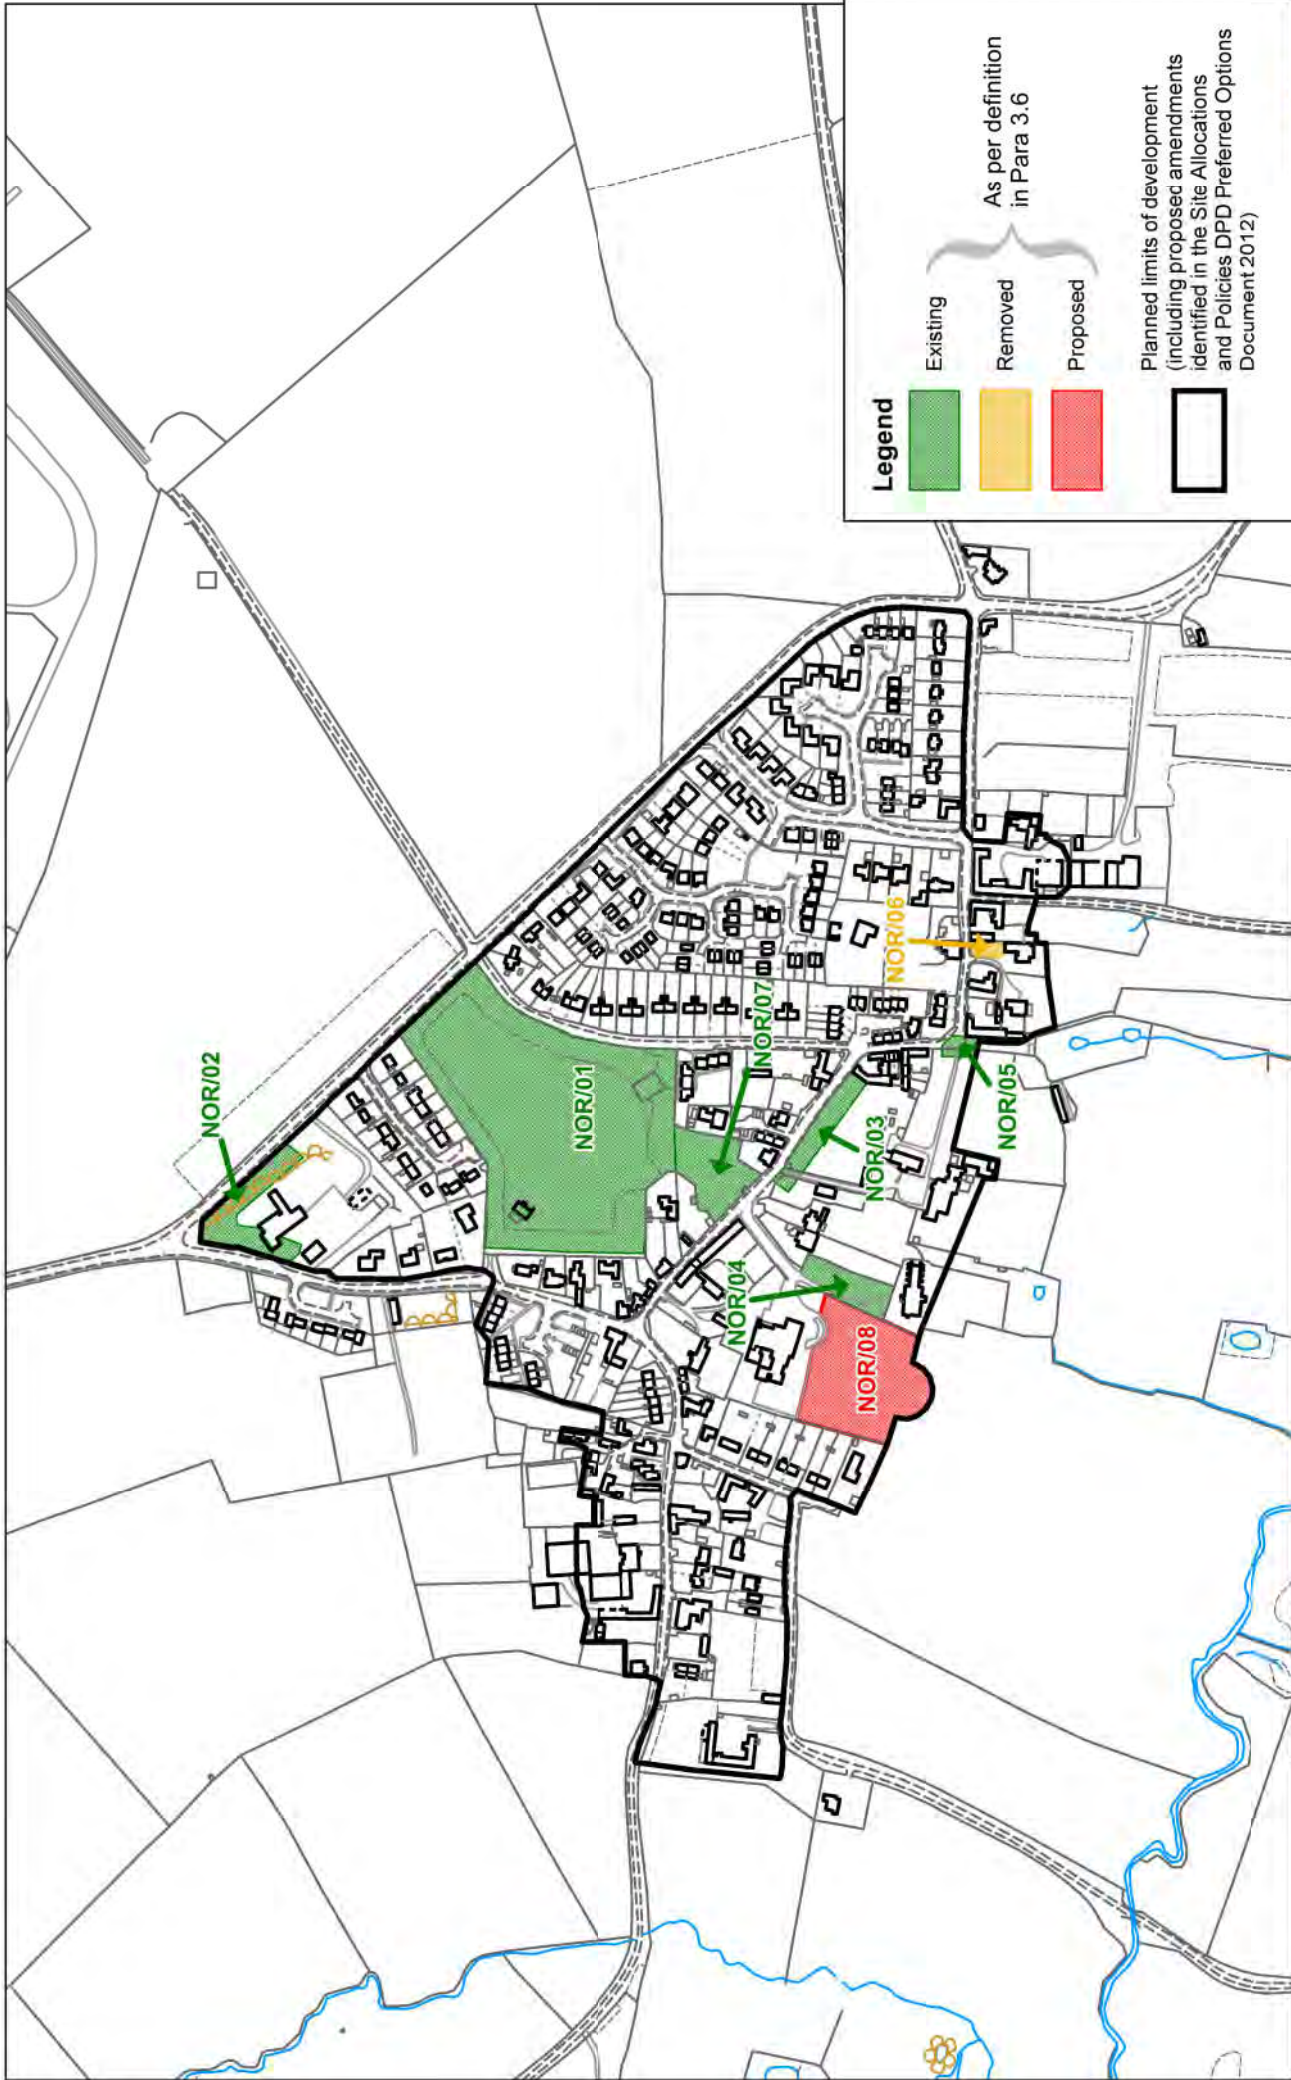 NOR/02
NOR/01
NOR/07
NOR/06
NOR/03
NOR/05
NOR/04
NOR/08
Legend
Existing
Removed
Proposed
As per definition
in Para 3.6
Planned limits of development
(including proposed amendments
identified in the Site Allocations
and Policies DPD Preferred Options
Document 2012)